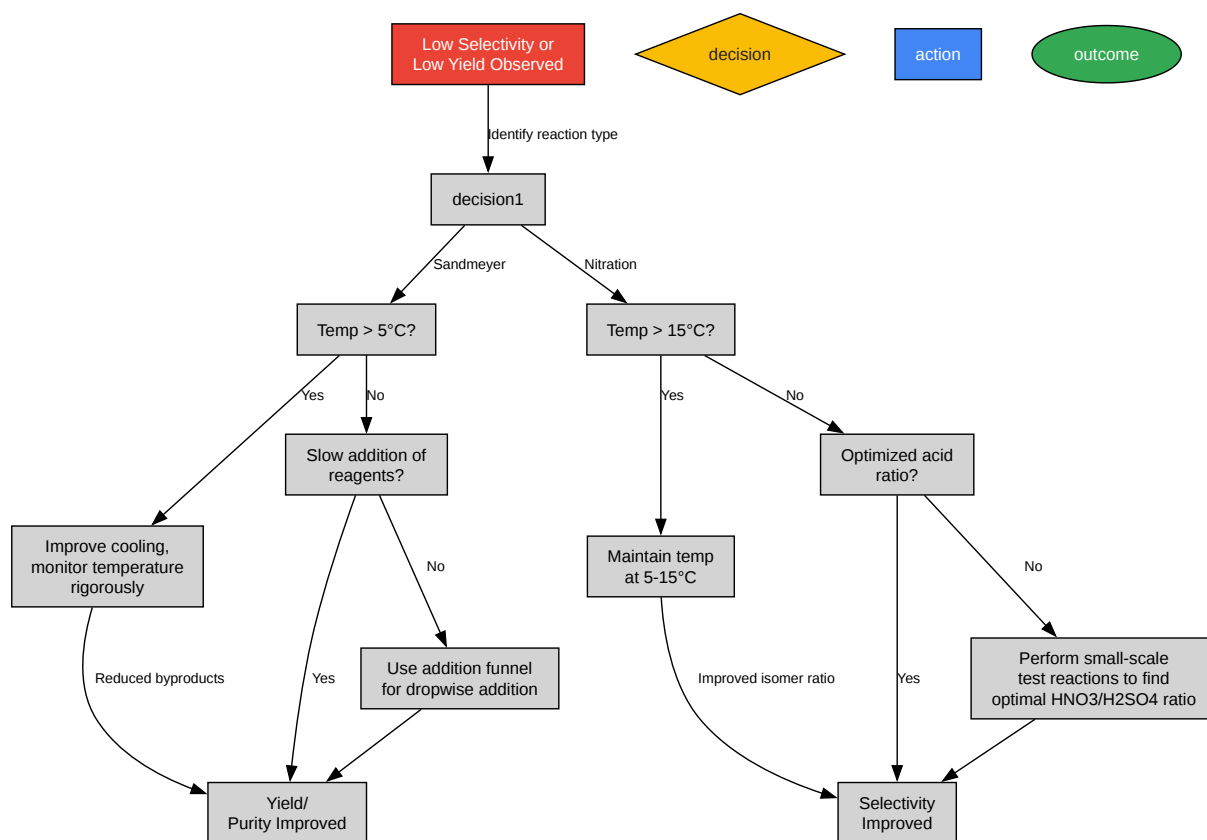 Low Selectivity or
Low Yield Observed
decision
action
outcome
Identify reaction type
decision1
Sandmeyer
Nitration
Temp > 5°C?
Temp > 15°C?
Yes
No
Yes
No
Slow addition of
reagents?
Optimized acid
ratio?
Improve cooling,
monitor temperature
rigorously
No
Maintain temp
at 5-15°C
No
Reduced byproducts
Yes
Use addition funnel
for dropwise addition
Improved isomer ratio
Yes
Perform small-scale
test reactions to find
optimal HNO3/H2SO4 ratio
Yield/
Purity Improved
Selectivity
Improved